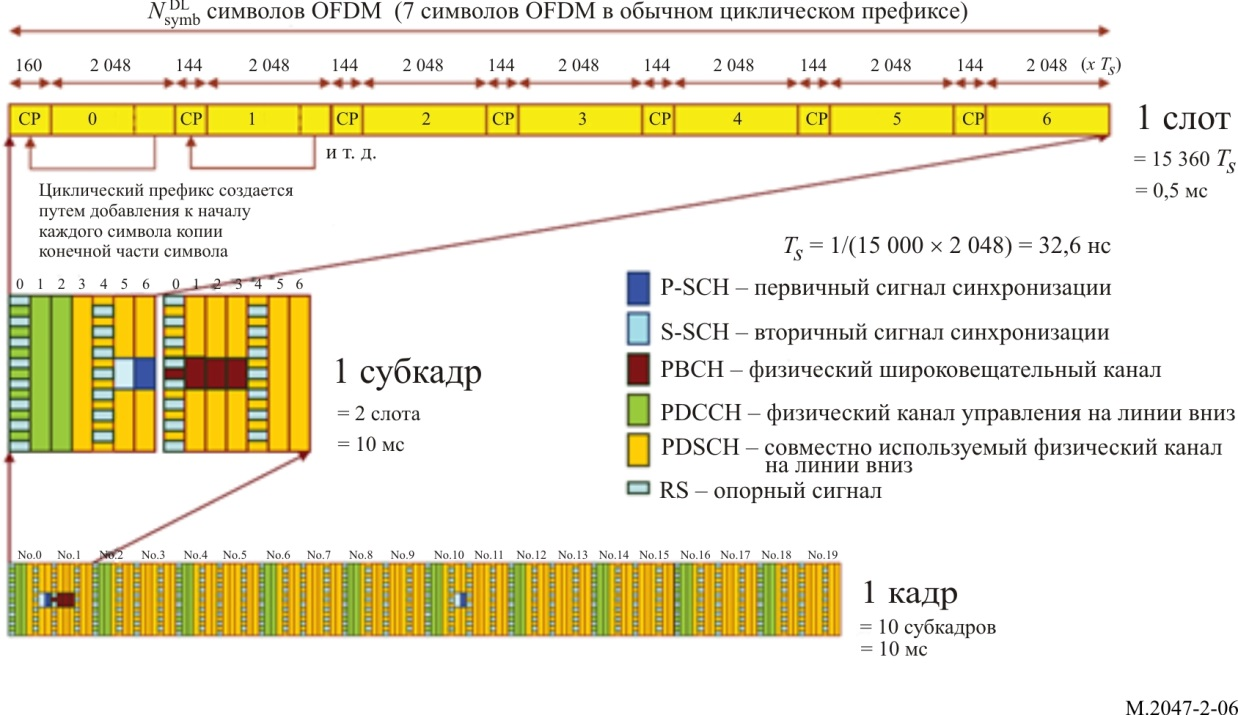 N_symb^DL символов OFDM (7 символов OFDM в обычном циклическом префиксе)
160 2 048 144 2 048 144 2 048 144 2 048 144 2 048 144 2 048 144 2 048 (x T_S)
CP 0 CP 1 CP 2 CP 3 CP 4 CP 5 CP 6
1 слот
= 15 360 T_S
= 0,5 мс
и т. д.
Циклический префикс создается
путем добавления к началу
каждого символа копии
конечной части символа
T_S = 1/(15 000 × 2 048) = 32,6 нс
0 1 2 3 4 5 6 0 1 2 3 4 5 6
1 субкадр
= 2 слота
= 10 мс
P-SCH – первичный сигнал синхронизации
S-SCH – вторичный сигнал синхронизации
PBCH – физический широковещательный канал
PDCCH – физический канал управления на линии вниз
PDSCH – совместно используемый физический канал
на линии вниз
RS – опорный сигнал
No.0 No.1 No.2 No.3 No.4 No.5 No.6 No.7 No.8 No.9 No.10 No.11 No.12 No.13 No.14 No.15 No.16 No.17 No.18 No.19
1 кадр
= 10 субкадров
= 10 мс
M.2047-2-06